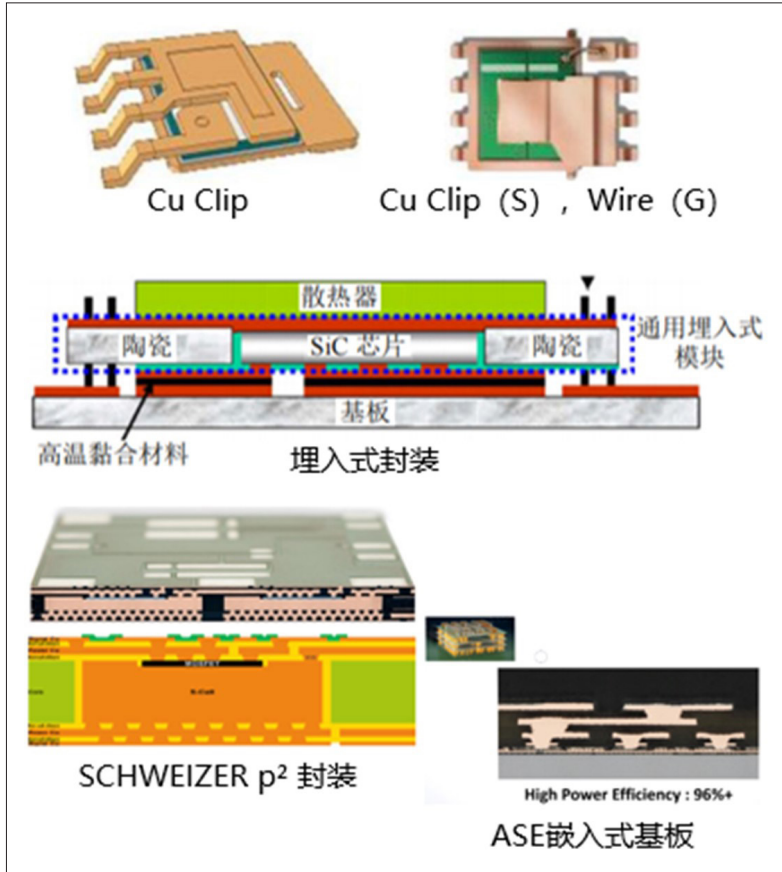 Cu Clip
Cu Clip (S) , Wire (G)
散热器
陶瓷
SiC 芯片
陶瓷
通用埋入式
模块
基板
高温黏合材料
埋入式封装
MOSFET
SCHWEIZER p² 封装
High Power Efficiency : 96%+
ASE嵌入式基板